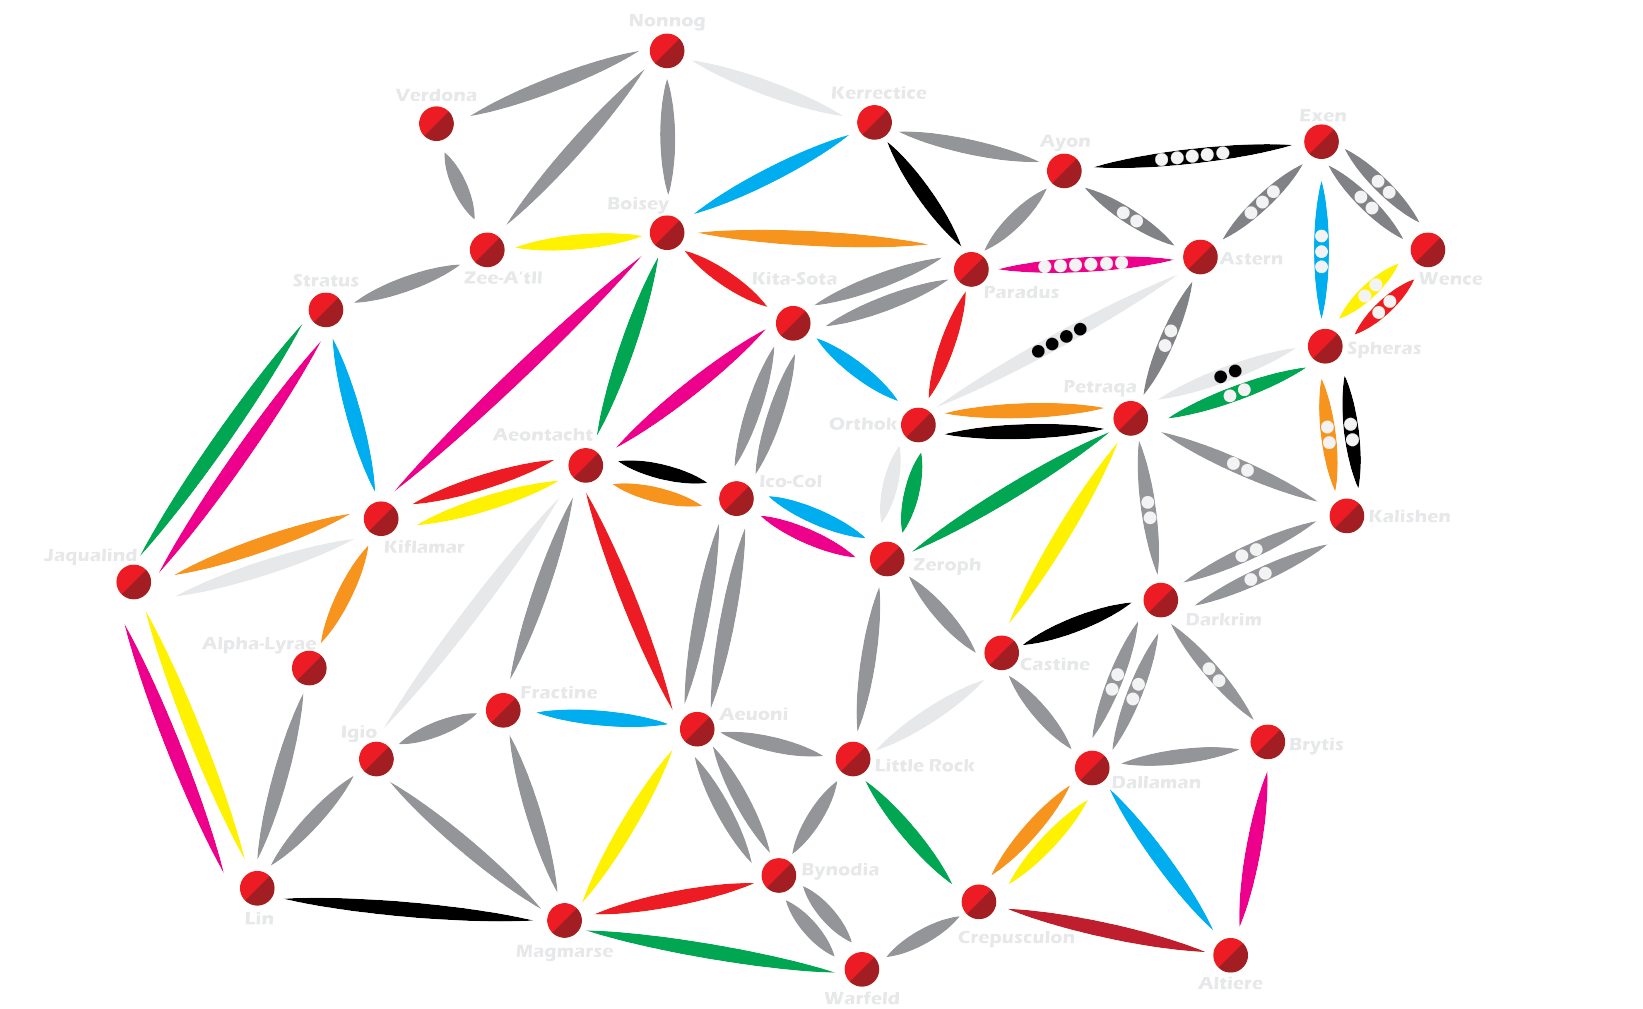 Nonnog
Verdona
Kerrectice
Exen
Ayon
Boisey
Zee-A'tll
Kita-Sota
Astern
Wence
Stratus
Paradus
Spheras
Petraqa
Orthok
Aeontacht
Ico-Col
Kalishen
Kiflamar
Jaqualind
Zeroph
Darkrim
Alpha-Lyrae
Castine
Fractine
Aeuoni
Igio
Brytis
Little Rock
Dallaman
Bynodia
Lin
Crepusculon
Magmarse
Altiere
Warfeld